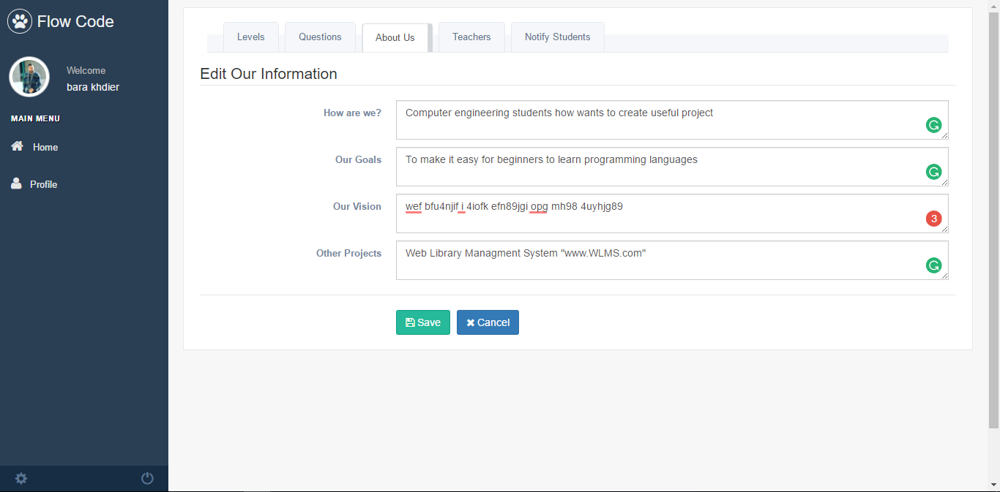 Flow Code
Welcome
bara khdier
MAIN MENU
Home
Profile
Levels
Questions
About Us
Teachers
Notify Students
Edit Our Information
How are we?
Computer engineering students how wants to create useful project
Our Goals
To make it easy for beginners to learn programming languages
Our Vision
wef bfu4njif i 4iofk efn89jgi opg mh98 4uyhjg89
3
Other Projects
Web Library Managment System "www.WLMS.com"
Save
Cancel